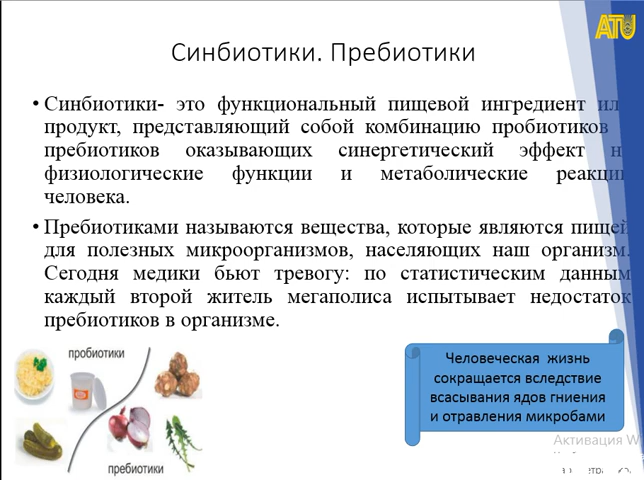 ATU
Синбиотики. Пребиотики
• Синбиотики- это функциональный пищевой ингредиент ил
продукт, представляющий собой комбинацию пробиотиков
пребиотиков оказывающих синергетический эффект н
физиологические функции и метаболические реакции
человека.
• Пребиотиками называются вещества, которые являются пищей
для полезных микроорганизмов, населяющих наш организм.
Сегодня медики бьют тревогу: по статистическим данным
каждый второй житель мегаполиса испытывает недостаток
пребиотиков в организме.
пробиотики
пребиотики
Человеческая жизнь
сокращается вследствие
всасывания ядов гниения
и отравления микробами
Активация W